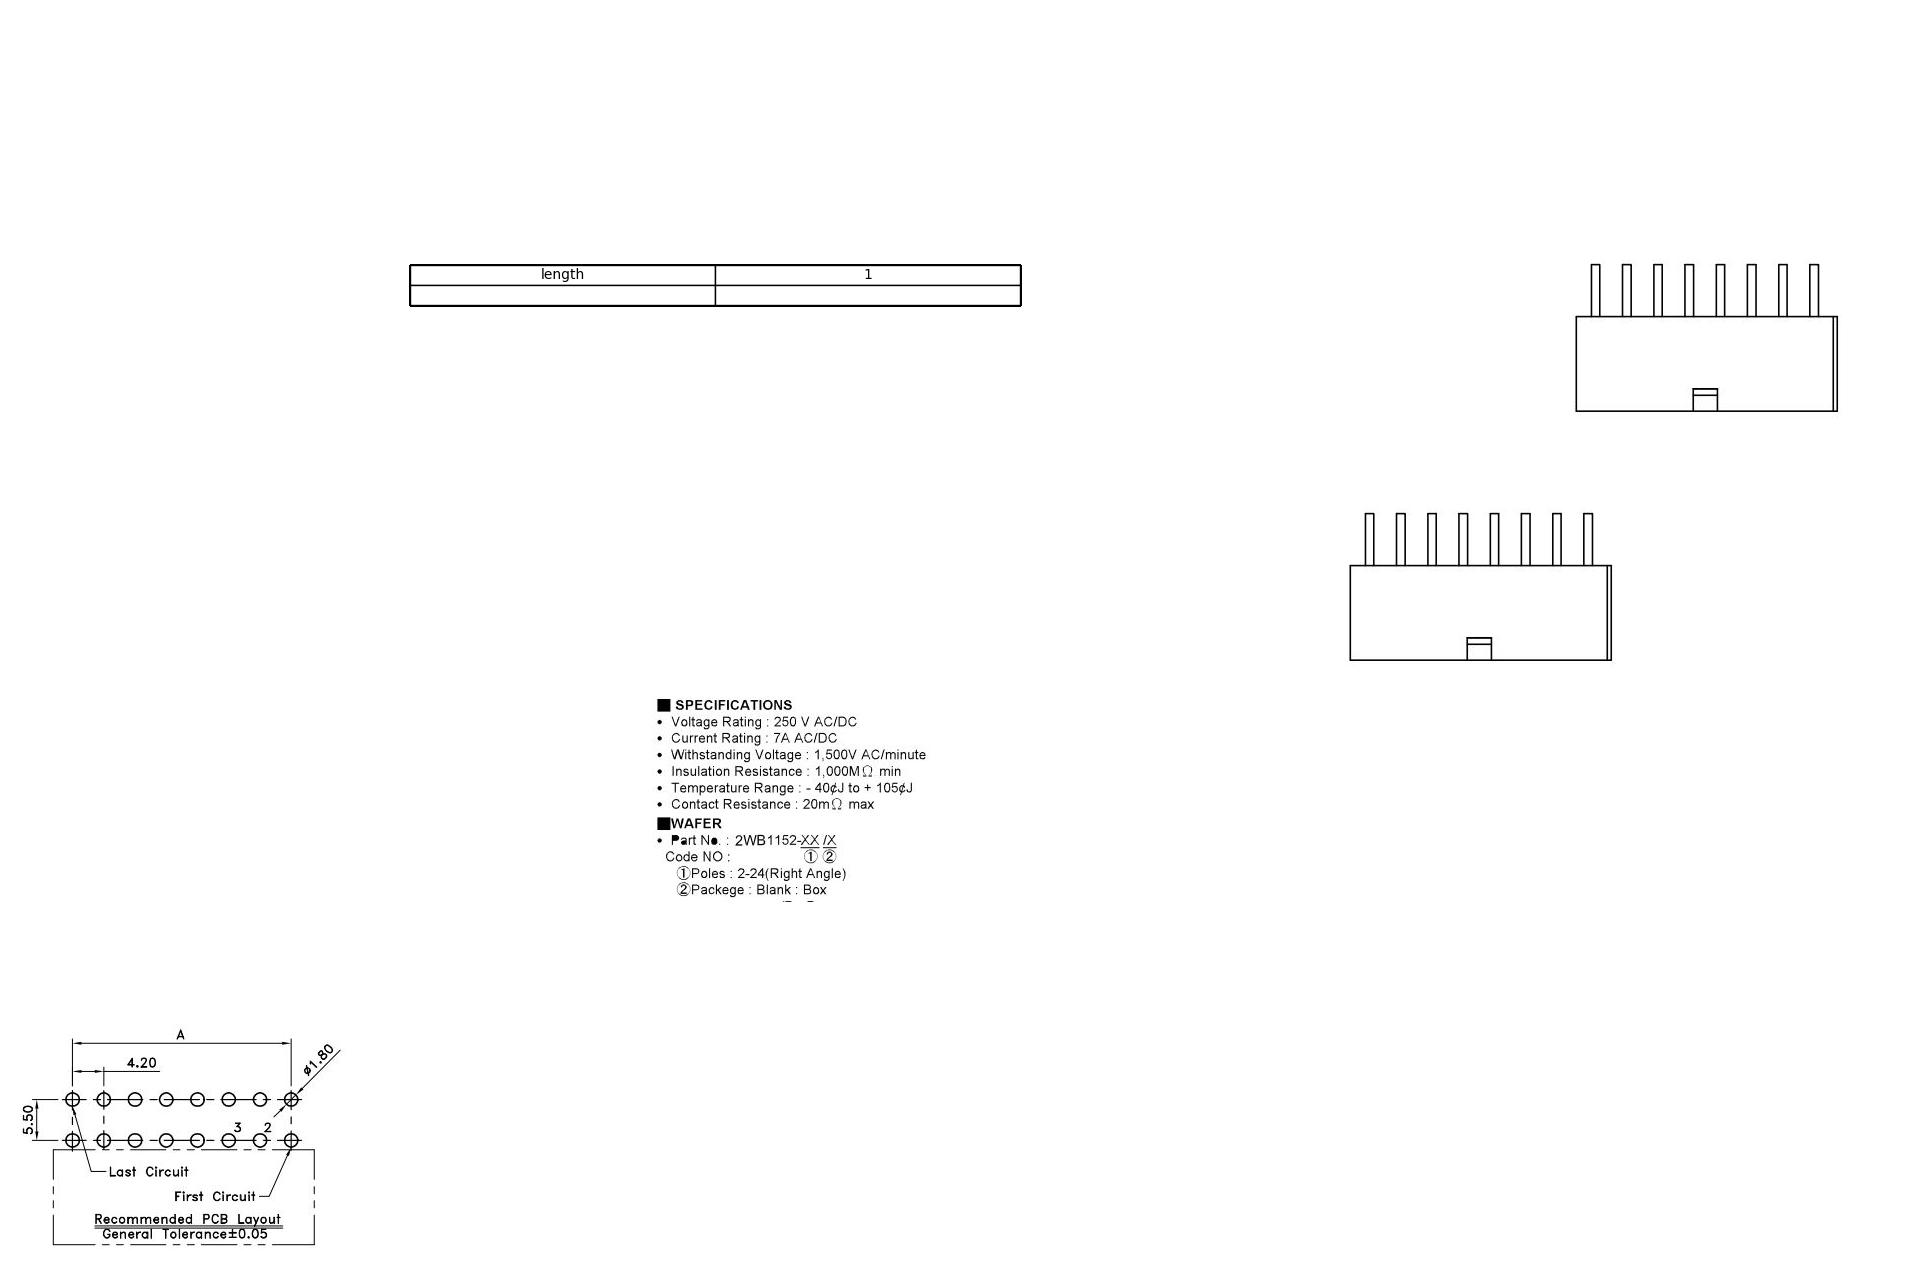 length 1
■ SPECIFICATIONS
• Voltage Rating : 250 V AC/DC
• Current Rating : 7A AC/DC
• Withstanding Voltage : 1,500V AC/minute
• Insulation Resistance : 1,000MΩ min
• Temperature Range : - 40¢J to + 105¢J
• Contact Resistance : 20mΩ max
■WAFER
• Part No. : 2WB1152-XX /X
Code NO : ① ②
①Poles : 2-24(Right Angle)
②Packege : Blank : Box
A
4.20
ø1.80
5.50
3 2
Last Circuit
First Circuit
Recommended PCB Layout
General Tolerance±0.05